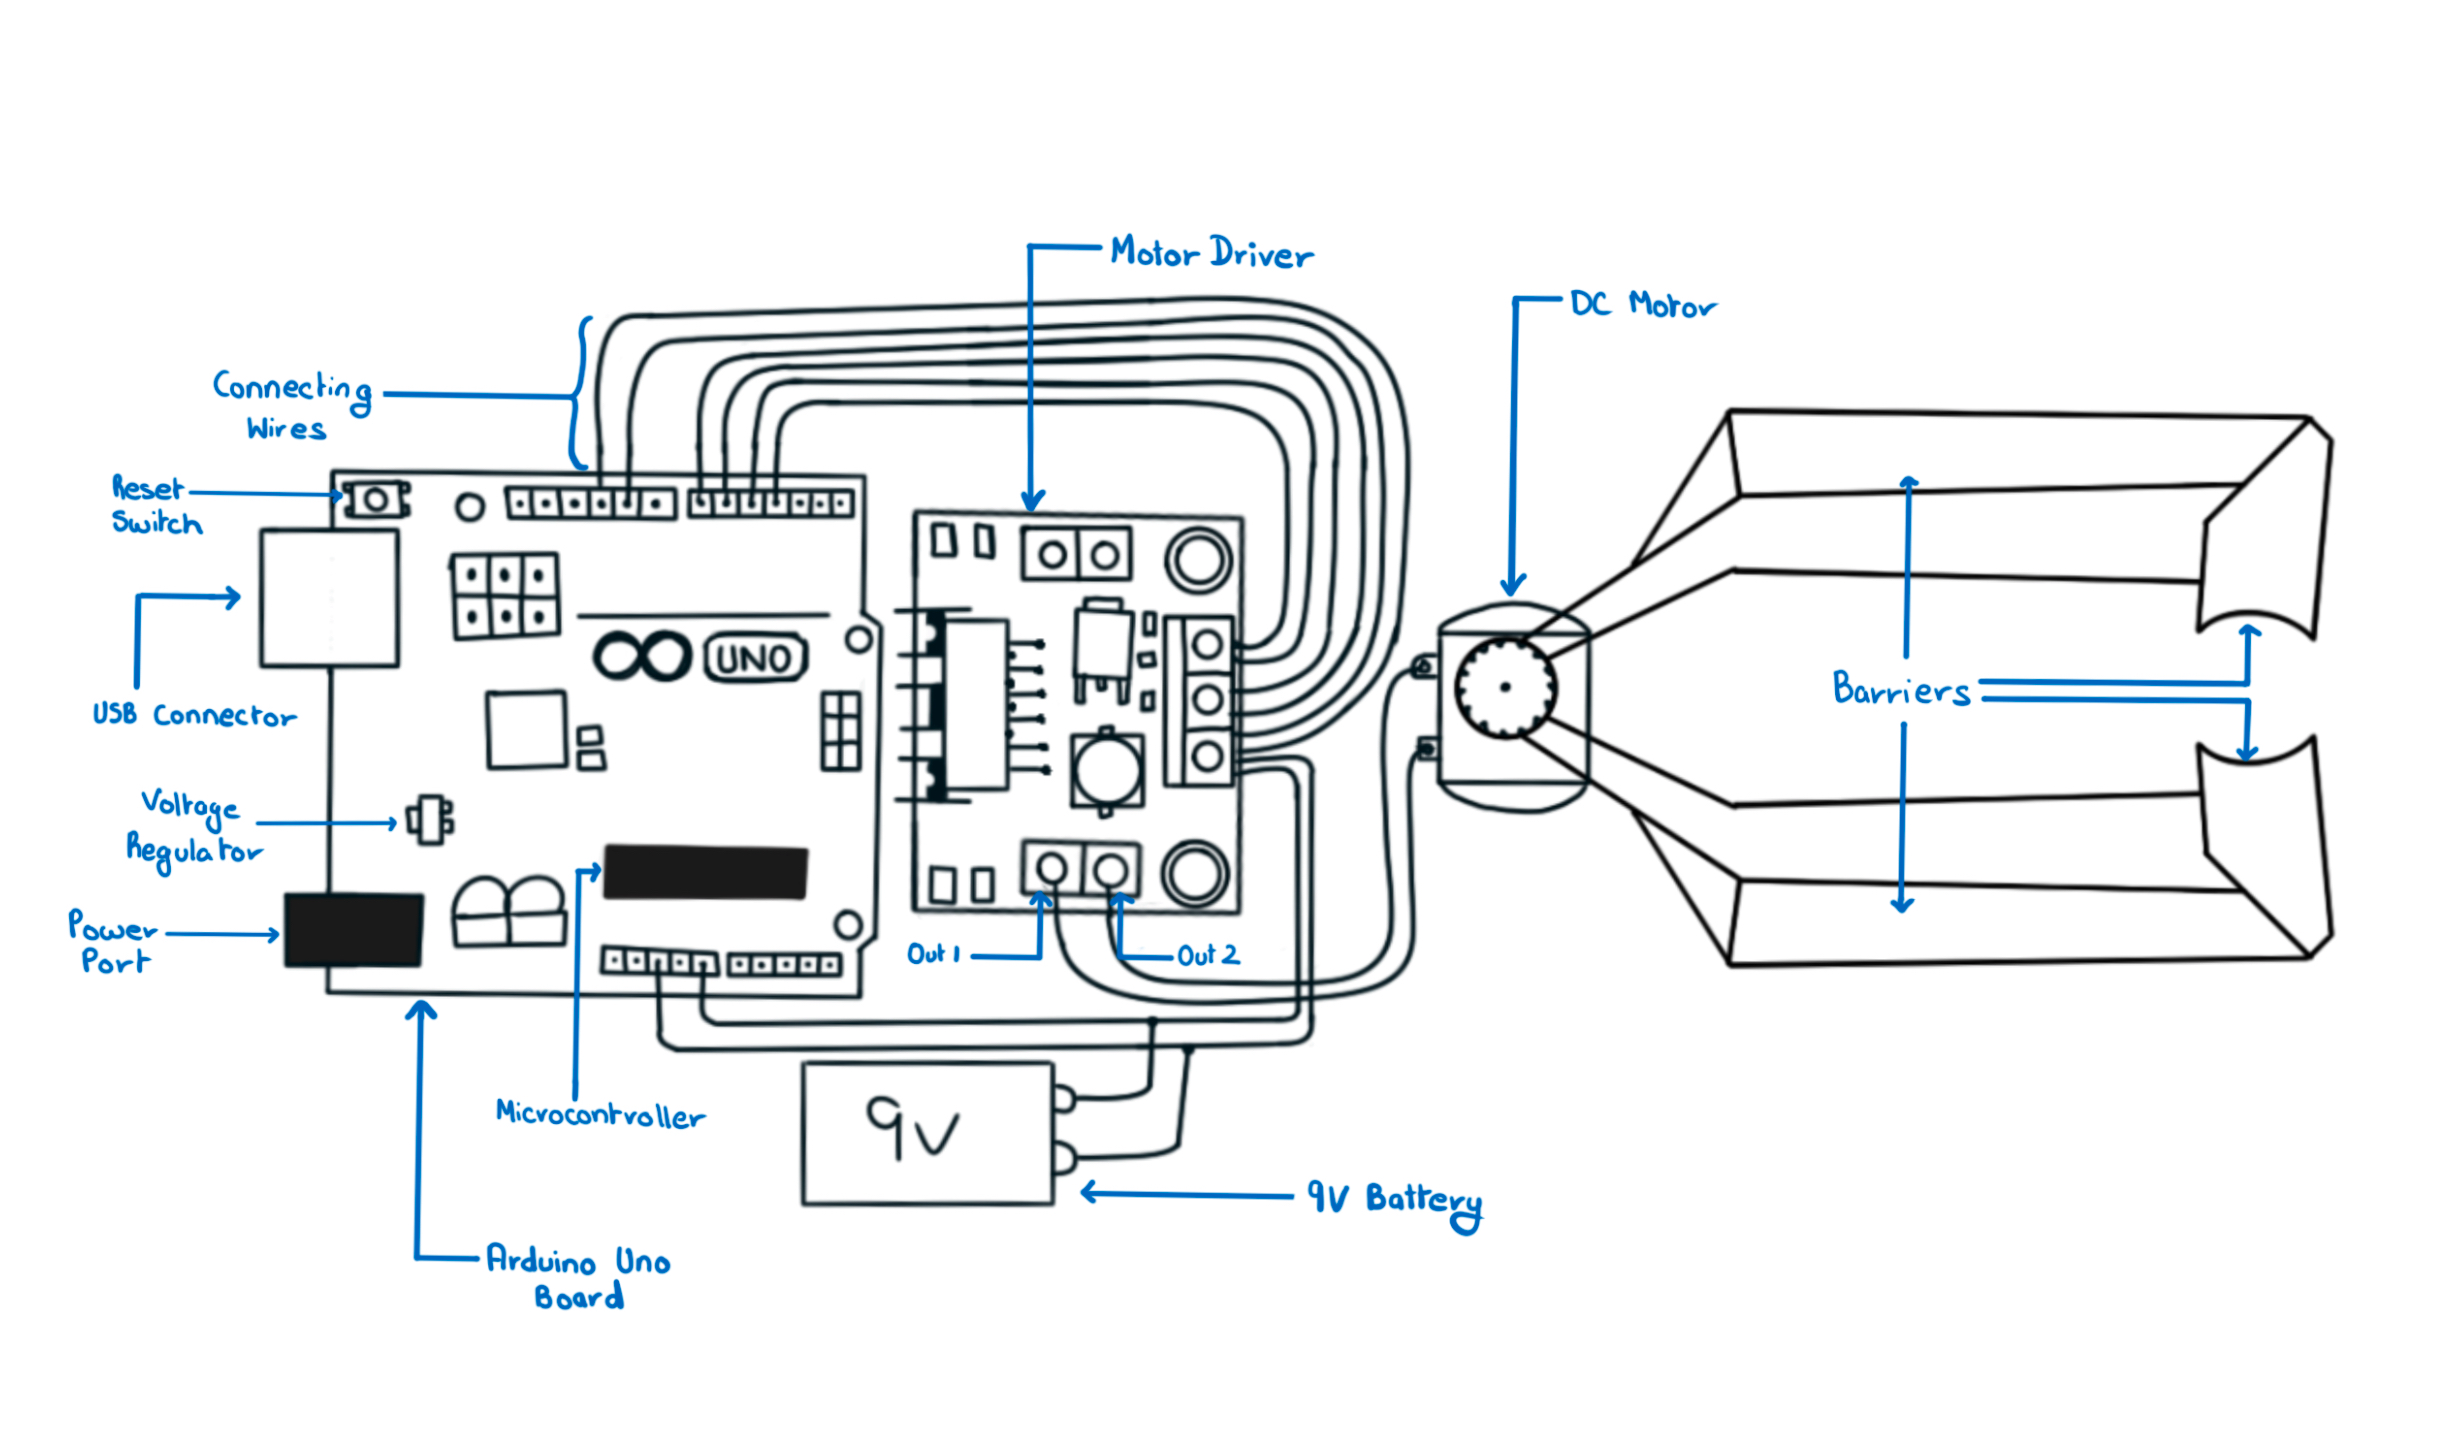 Motor Driver
DC Motor
Connecting
Wires
Reset
Switch
UNO
USB Connector
Barriers
Voltage
Regulator
Power
Port
Out 1
Out 2
Microcontroller
9V
9V Battery
Arduino Uno
Board